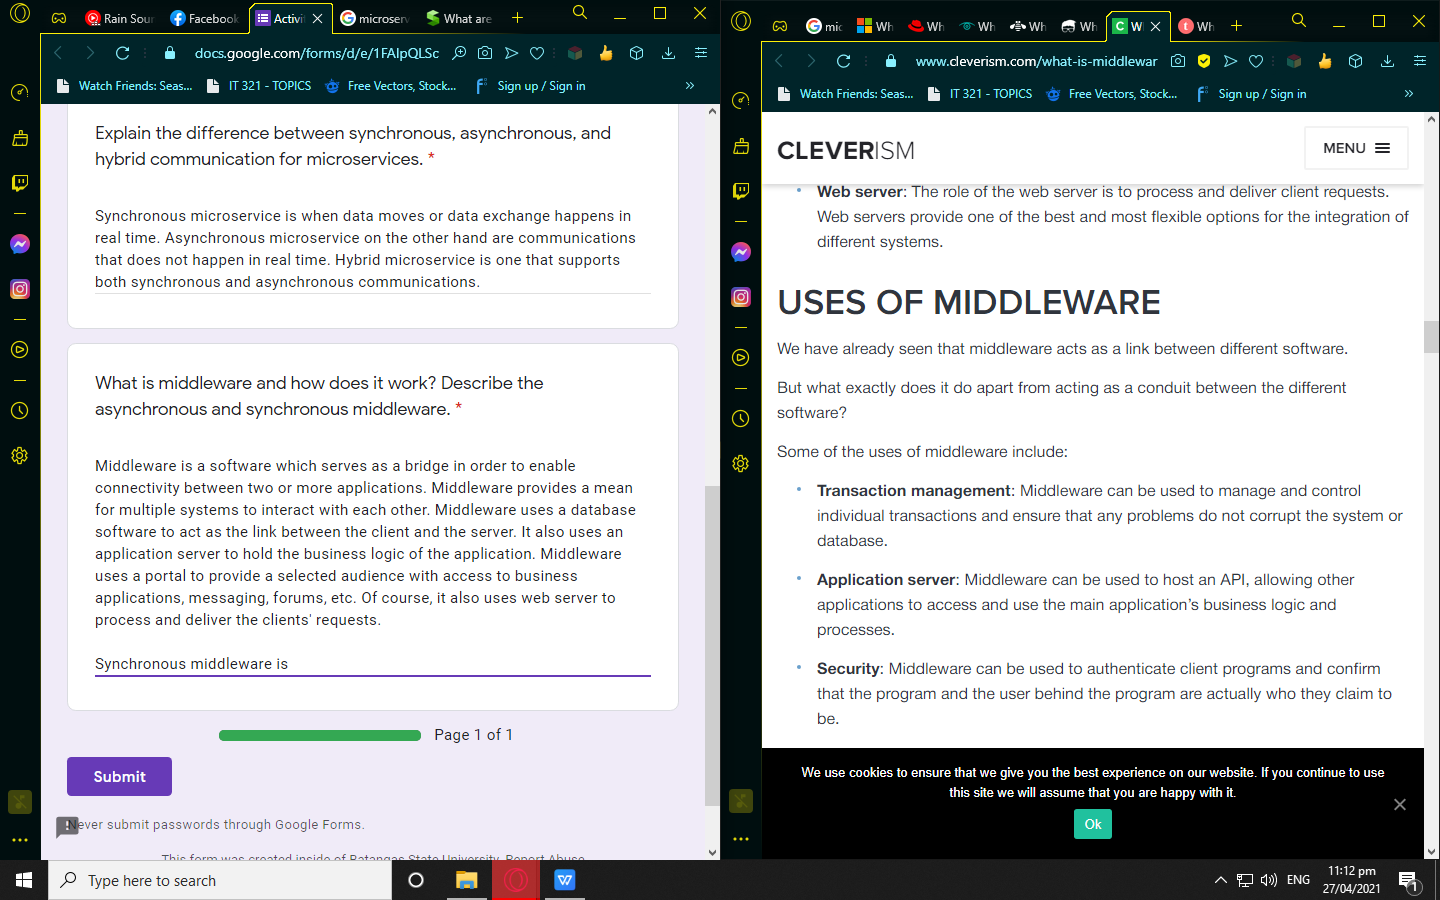 Rain Sour
Facebook
Activi
microserv
What are
docs.google.com/forms/d/e/1FAIpQLSc
Watch Friends: Seas...
IT 321 - TOPICS
Free Vectors, Stock...
Sign up / Sign in
»
Explain the difference between synchronous, asynchronous, and
hybrid communication for microservices. *
Synchronous microservice is when data moves or data exchange happens in
real time. Asynchronous microservice on the other hand are communications
that does not happen in real time. Hybrid microservice is one that supports
both synchronous and asynchronous communications.
What is middleware and how does it work? Describe the
asynchronous and synchronous middleware. *
Middleware is a software which serves as a bridge in order to enable
connectivity between two or more applications. Middleware provides a mean
for multiple systems to interact with each other. Middleware uses a database
software to act as the link between the client and the server. It also uses an
application server to hold the business logic of the application. Middleware
uses a portal to provide a selected audience with access to business
applications, messaging, forums, etc. Of course, it also uses web server to
process and deliver the clients' requests.
Synchronous middleware is
Page 1 of 1
Submit
Never submit passwords through Google Forms.
This form was created inside of Batangas State University. Report Abuse
mic
Wh
Wh
Wh
Wh
Wh
W
Wh
www.cleverism.com/what-is-middlewar
Watch Friends: Seas...
IT 321 - TOPICS
Free Vectors, Stock...
Sign up / Sign in
»
CLEVERISM
MENU
• Web server: The role of the web server is to process and deliver client requests.
Web servers provide one of the best and most flexible options for the integration of
different systems.
USES OF MIDDLEWARE
We have already seen that middleware acts as a link between different software.
But what exactly does it do apart from acting as a conduit between the different
software?
Some of the uses of middleware include:
• Transaction management: Middleware can be used to manage and control
individual transactions and ensure that any problems do not corrupt the system or
database.
• Application server: Middleware can be used to host an API, allowing other
applications to access and use the main application’s business logic and
processes.
• Security: Middleware can be used to authenticate client programs and confirm
that the program and the user behind the program are actually who they claim to
be.
We use cookies to ensure that we give you the best experience on our website. If you continue to use
this site we will assume that you are happy with it.
Ok
Type here to search
ENG
11:12 pm
27/04/2021
1